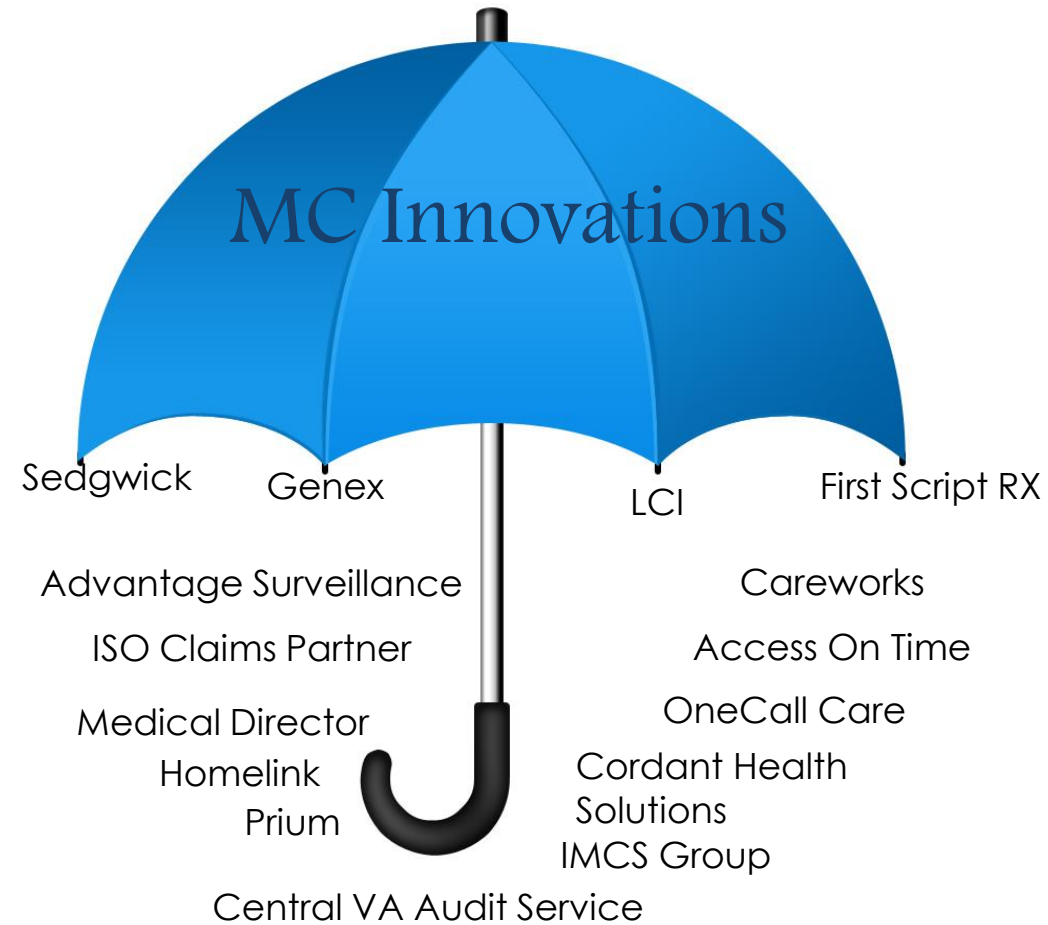 MC Innovations
Sedgwick
Genex
LCI
First Script RX
Advantage Surveillance
Careworks
ISO Claims Partner
Access On Time
Medical Director
OneCall Care
Homelink
Cordant Health
Solutions
Prium
IMCS Group
Central VA Audit Service